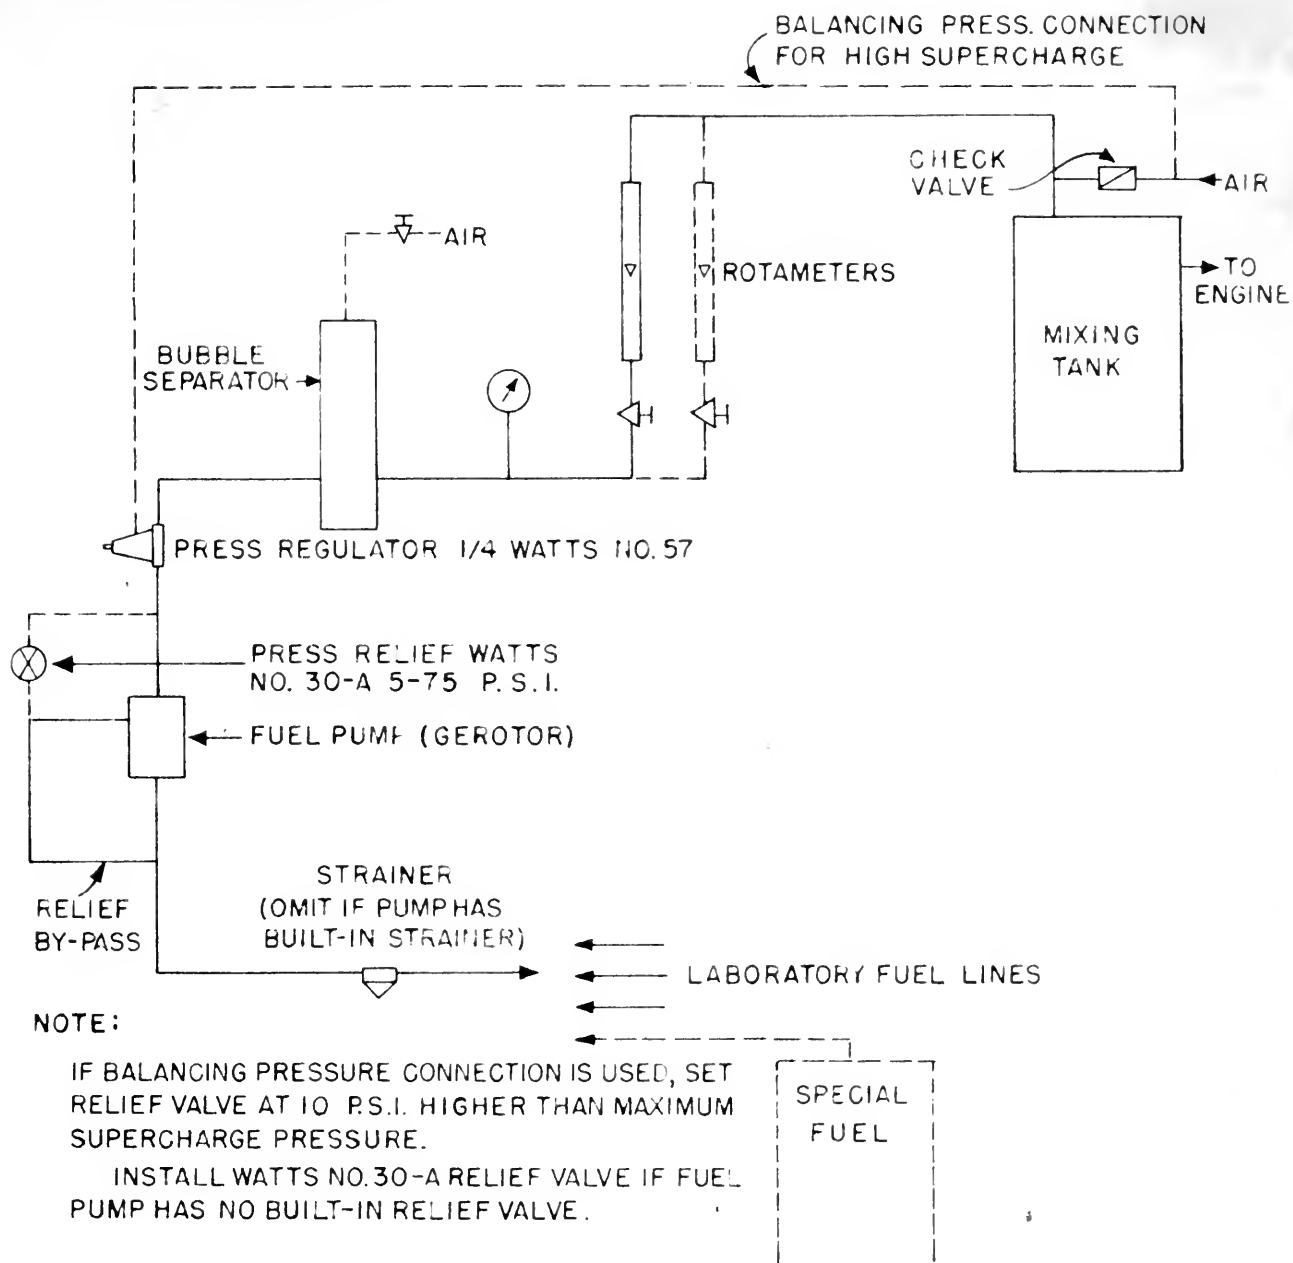 BALANCING PRESS. CONNECTION
FOR HIGH SUPERCHARGE
CHECK
VALVE
AIR
AIR
ROTAMETERS
TO
ENGINE
MIXING
TANK
BUBBLE
SEPARATOR
PRESS REGULATOR 1/4 WATTS NO. 57
PRESS RELIEF WATTS
NO. 30-A 5-75 P.S.I.
FUEL PUMP (GEROTOR)
STRAINER
(OMIT IF PUMP HAS
BUILT-IN STRAINER)
RELIEF
BY-PASS
LABORATORY FUEL LINES
NOTE:
IF BALANCING PRESSURE CONNECTION IS USED, SET
RELIEF VALVE AT 10 P.S.I. HIGHER THAN MAXIMUM
SUPERCHARGE PRESSURE.
INSTALL WATTS NO. 30-A RELIEF VALVE IF FUEL
PUMP HAS NO BUILT-IN RELIEF VALVE.
SPECIAL
FUEL